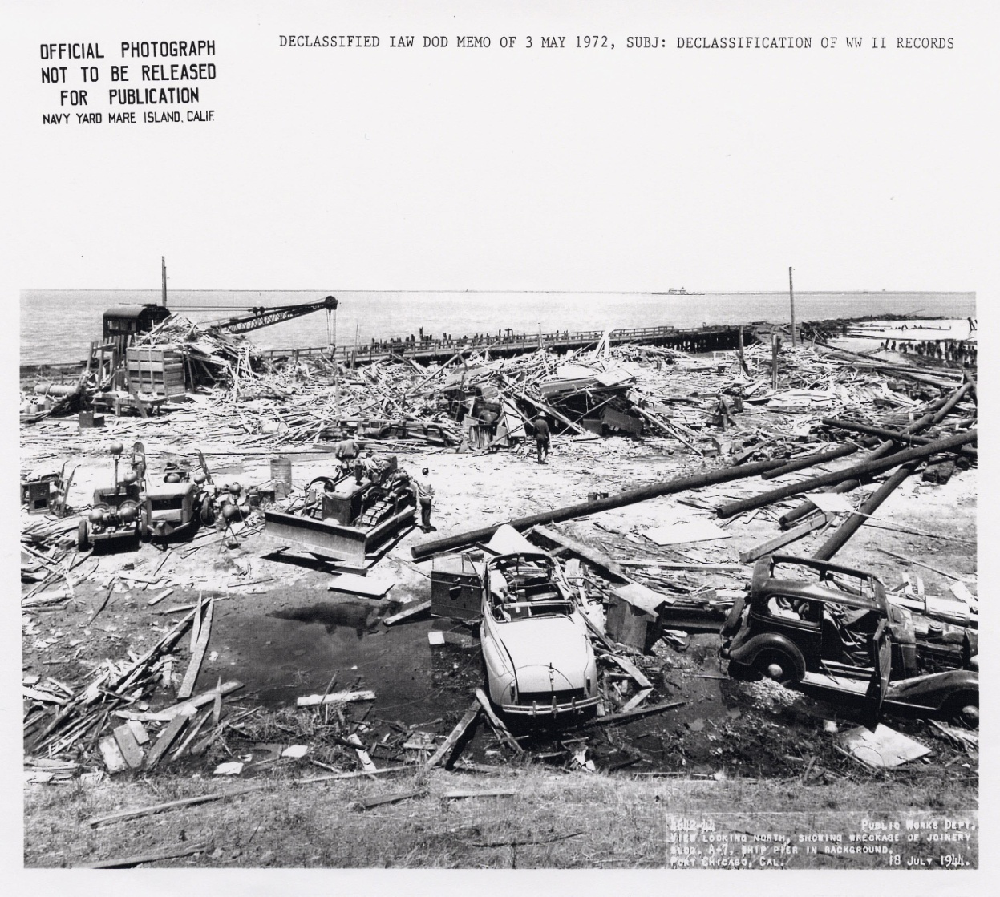 OFFICIAL PHOTOGRAPH
NOT TO BE RELEASED
FOR PUBLICATION
NAVY YARD MARE ISLAND, CALIF.
DECLASSIFIED IAW DOD MEMO OF 3 MAY 1972, SUBJ: DECLASSIFICATION OF WW II RECORDS
PUBLIC WORKS DEPT.
VIEW LOOKING NORTH, SHOWING WRECKAGE OF JOINERY
BLDG. A-7, SHIP PIER IN BACKGROUND.
PORT CHICAGO, CAL. 18 JULY 1944.